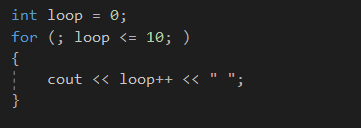 int loop = 0;
for (; loop <= 10; )
{
    cout << loop++ << " ";
}